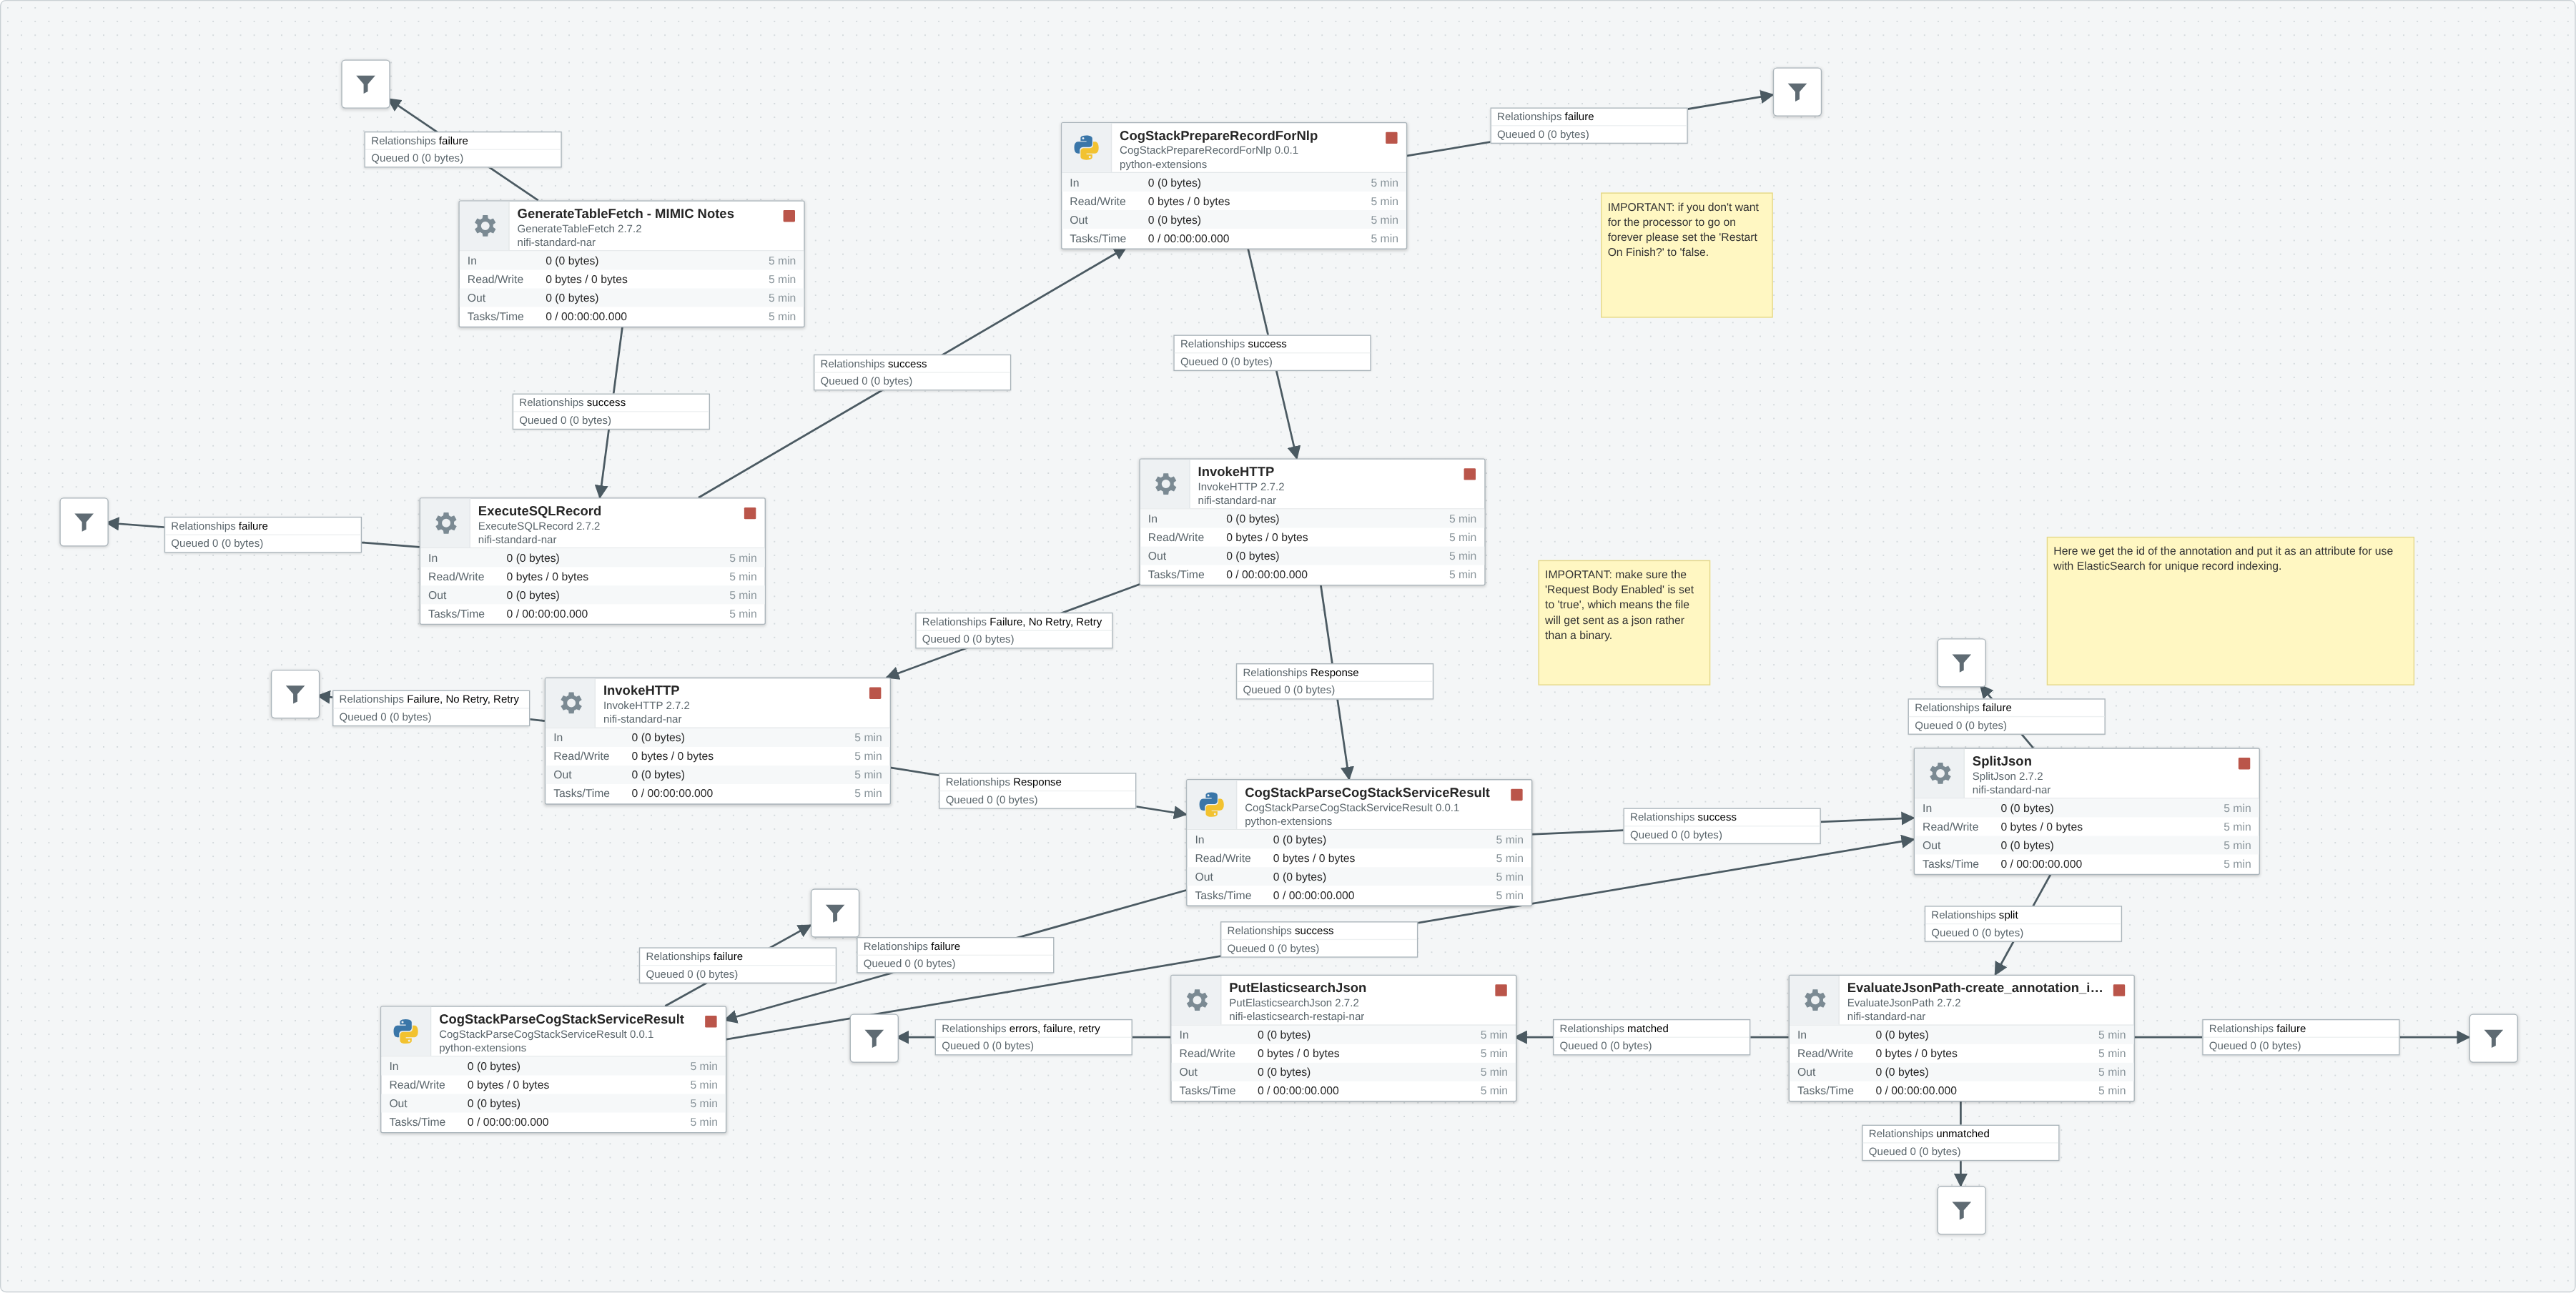 Relationships failure
Queued 0 (0 bytes)
GenerateTableFetch - MIMIC Notes
GenerateTableFetch 2.7.2
nifi-standard-nar
In 0 (0 bytes) 5 min
Read/Write 0 bytes / 0 bytes 5 min
Out 0 (0 bytes) 5 min
Tasks/Time 0 / 00:00:00.000 5 min
CogStackPrepareRecordForNlp
CogStackPrepareRecordForNlp 0.0.1
python-extensions
In 0 (0 bytes) 5 min
Read/Write 0 bytes / 0 bytes 5 min
Out 0 (0 bytes) 5 min
Tasks/Time 0 / 00:00:00.000 5 min
Relationships failure
Queued 0 (0 bytes)
IMPORTANT: if you don't want
for the processor to go on
forever please set the 'Restart
On Finish?' to 'false.
Relationships success
Queued 0 (0 bytes)
Relationships success
Queued 0 (0 bytes)
Relationships success
Queued 0 (0 bytes)
Relationships failure
Queued 0 (0 bytes)
ExecuteSQLRecord
ExecuteSQLRecord 2.7.2
nifi-standard-nar
In 0 (0 bytes) 5 min
Read/Write 0 bytes / 0 bytes 5 min
Out 0 (0 bytes) 5 min
Tasks/Time 0 / 00:00:00.000 5 min
InvokeHTTP
InvokeHTTP 2.7.2
nifi-standard-nar
In 0 (0 bytes) 5 min
Read/Write 0 bytes / 0 bytes 5 min
Out 0 (0 bytes) 5 min
Tasks/Time 0 / 00:00:00.000 5 min
IMPORTANT: make sure the
'Request Body Enabled' is set
to 'true', which means the file
will get sent as a json rather
than a binary.
Here we get the id of the annotation and put it as an attribute for use
with ElasticSearch for unique record indexing.
Relationships Failure, No Retry, Retry
Queued 0 (0 bytes)
Relationships Response
Queued 0 (0 bytes)
Relationships Failure, No Retry, Retry
Queued 0 (0 bytes)
InvokeHTTP
InvokeHTTP 2.7.2
nifi-standard-nar
In 0 (0 bytes) 5 min
Read/Write 0 bytes / 0 bytes 5 min
Out 0 (0 bytes) 5 min
Tasks/Time 0 / 00:00:00.000 5 min
Relationships Response
Queued 0 (0 bytes)
Relationships failure
Queued 0 (0 bytes)
CogStackParseCogStackServiceResult
CogStackParseCogStackServiceResult 0.0.1
python-extensions
In 0 (0 bytes) 5 min
Read/Write 0 bytes / 0 bytes 5 min
Out 0 (0 bytes) 5 min
Tasks/Time 0 / 00:00:00.000 5 min
Relationships success
Queued 0 (0 bytes)
SplitJson
SplitJson 2.7.2
nifi-standard-nar
In 0 (0 bytes) 5 min
Read/Write 0 bytes / 0 bytes 5 min
Out 0 (0 bytes) 5 min
Tasks/Time 0 / 00:00:00.000 5 min
Relationships split
Queued 0 (0 bytes)
Relationships success
Queued 0 (0 bytes)
Relationships failure
Queued 0 (0 bytes)
Relationships failure
Queued 0 (0 bytes)
CogStackParseCogStackServiceResult
CogStackParseCogStackServiceResult 0.0.1
python-extensions
In 0 (0 bytes) 5 min
Read/Write 0 bytes / 0 bytes 5 min
Out 0 (0 bytes) 5 min
Tasks/Time 0 / 00:00:00.000 5 min
Relationships errors, failure, retry
Queued 0 (0 bytes)
PutElasticsearchJson
PutElasticsearchJson 2.7.2
nifi-elasticsearch-restapi-nar
In 0 (0 bytes) 5 min
Read/Write 0 bytes / 0 bytes 5 min
Out 0 (0 bytes) 5 min
Tasks/Time 0 / 00:00:00.000 5 min
Relationships matched
Queued 0 (0 bytes)
EvaluateJsonPath-create_annotation_i...
EvaluateJsonPath 2.7.2
nifi-standard-nar
In 0 (0 bytes) 5 min
Read/Write 0 bytes / 0 bytes 5 min
Out 0 (0 bytes) 5 min
Tasks/Time 0 / 00:00:00.000 5 min
Relationships failure
Queued 0 (0 bytes)
Relationships unmatched
Queued 0 (0 bytes)